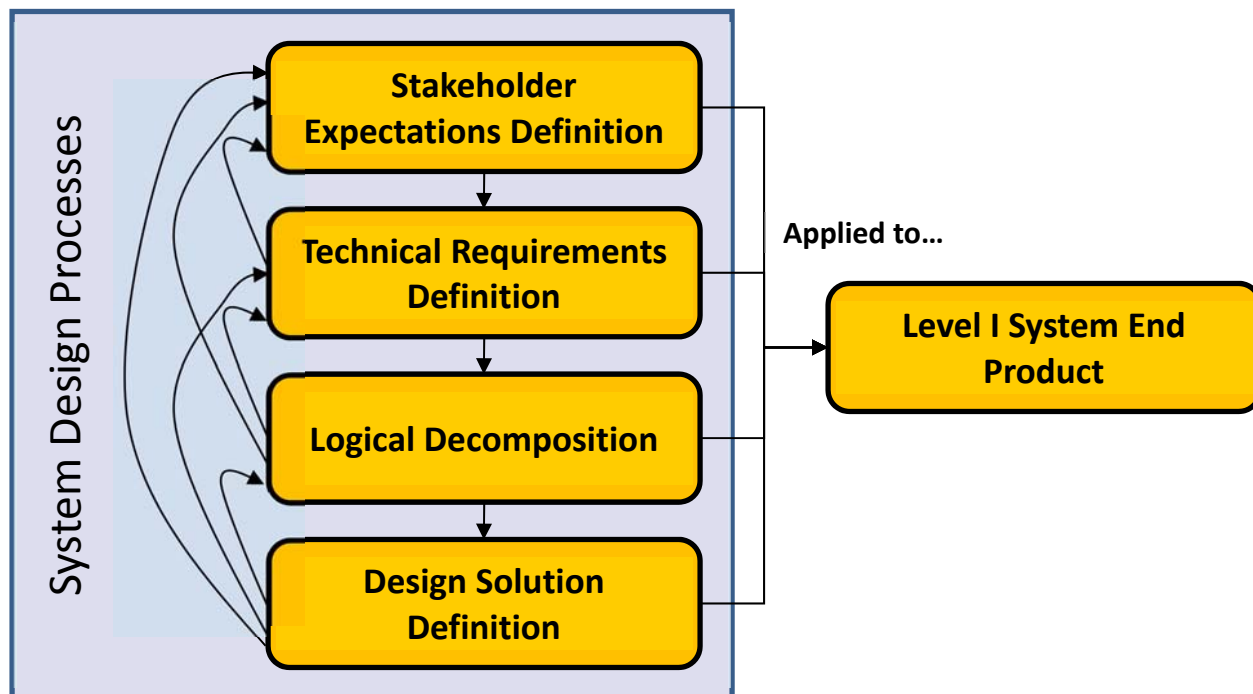 System Design Processes
Stakeholder
Expectations Definition
Technical Requirements
Definition
Logical Decomposition
Design Solution
Definition
Applied to…
Level I System End
Product